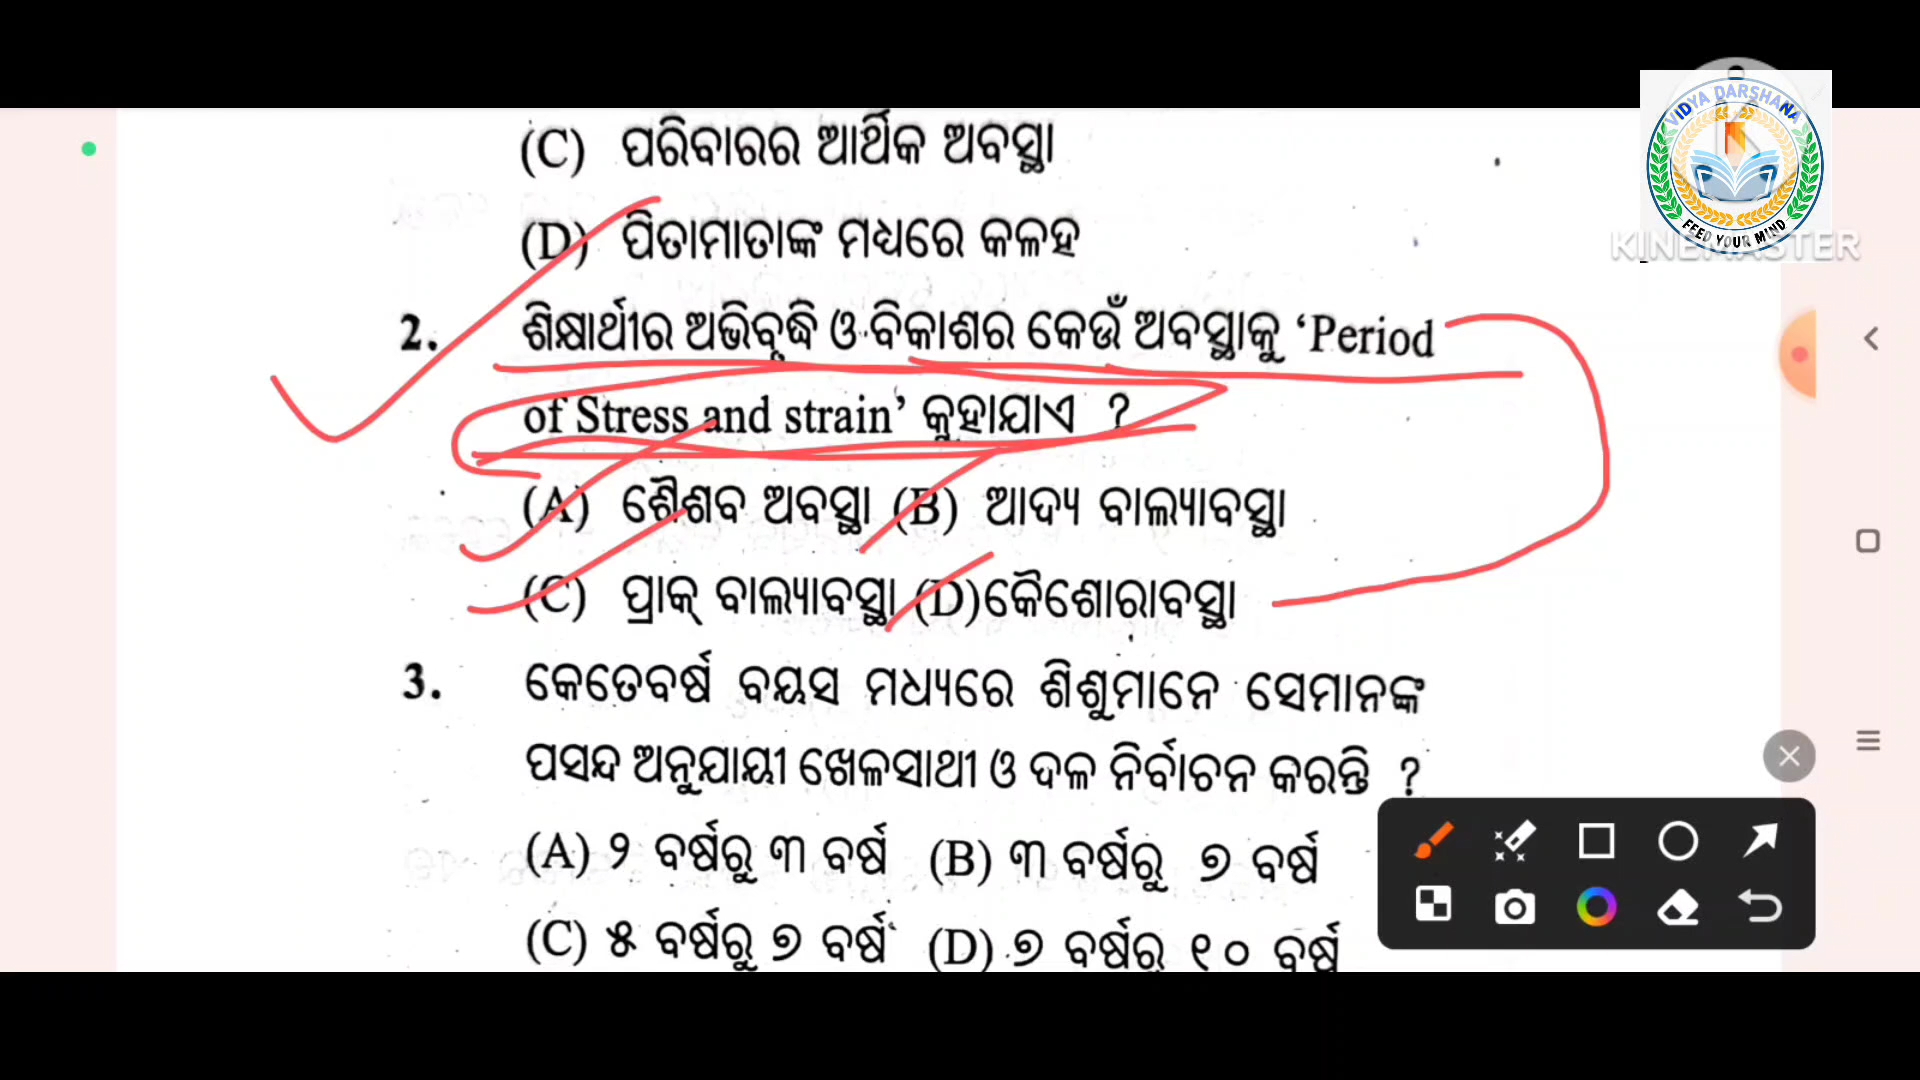 VIDYA DARSHANA
FEED YOUR MIND
KINEMASTER
(C) ପରିବାରର ଆର୍ଥିକ ଅବସ୍ଥା
(D) ପିତାମାତାଙ୍କ ମଧ୍ୟରେ କଳହ
2. ଶିକ୍ଷାର୍ଥୀର ଅଭିବୃଦ୍ଧି ଓ ବିକାଶର କେଉଁ ଅବସ୍ଥାକୁ ‘Period
of Stress and strain’ କୁହାଯାଏ ?
(A) ଶୈଶବ ଅବସ୍ଥା (B) ଆଦ୍ୟ ବାଲ୍ୟାବସ୍ଥା
(C) ପ୍ରାକ୍ ବାଲ୍ୟାବସ୍ଥା (D) କୈଶୋରାବସ୍ଥା
3. କେତେବର୍ଷ ବୟସ ମଧ୍ୟରେ ଶିଶୁମାନେ ସେମାନଙ୍କ
ପସନ୍ଦ ଅନୁଯାୟୀ ଖେଳସାଥୀ ଓ ଦଳ ନିର୍ବାଚନ କରନ୍ତି ?
(A) ୨ ବର୍ଷରୁ ୩ ବର୍ଷ (B) ୩ ବର୍ଷରୁ ୭ ବର୍ଷ
(C) ୫ ବର୍ଷରୁ ୭ ବର୍ଷ (D) ୭ ବର୍ଷରୁ ୧୦ ବର୍ଷ